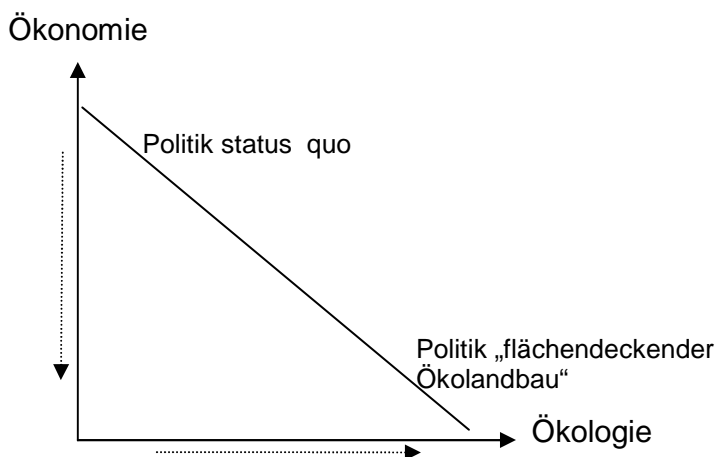 Ökonomie
Politik status quo
Politik „flächendeckender
Ökolandbau“
Ökologie